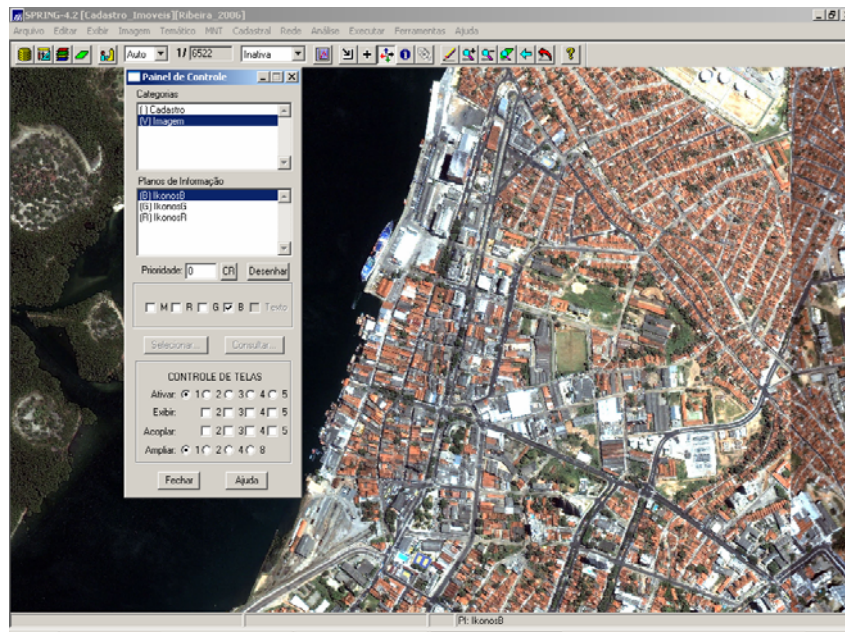 SPRING-4.2 [Cadastro_Imoveis][Ribeira_2006]
Arquivo Editar Exibir Imagem Temático MNT Cadastral Rede Análise Executar Ferramentas Ajuda
Auto 1/ 6522 Inativa
Painel de Controle
Categorias
( ) Cadastro
(V) Imagem
Planos de Informação
(B) IkonosB
(G) IkonosG
(R) IkonosR
Prioridade: 0 CR Desenhar
M R G B Texto
Selecionar... Consultar...
CONTROLE DE TELAS
Ativar: 1 2 3 4 5
Exibir: 2 3 4 5
Acoplar: 2 3 4 5
Ampliar: 1 2 4 8
Fechar Ajuda
PI: IkonosB